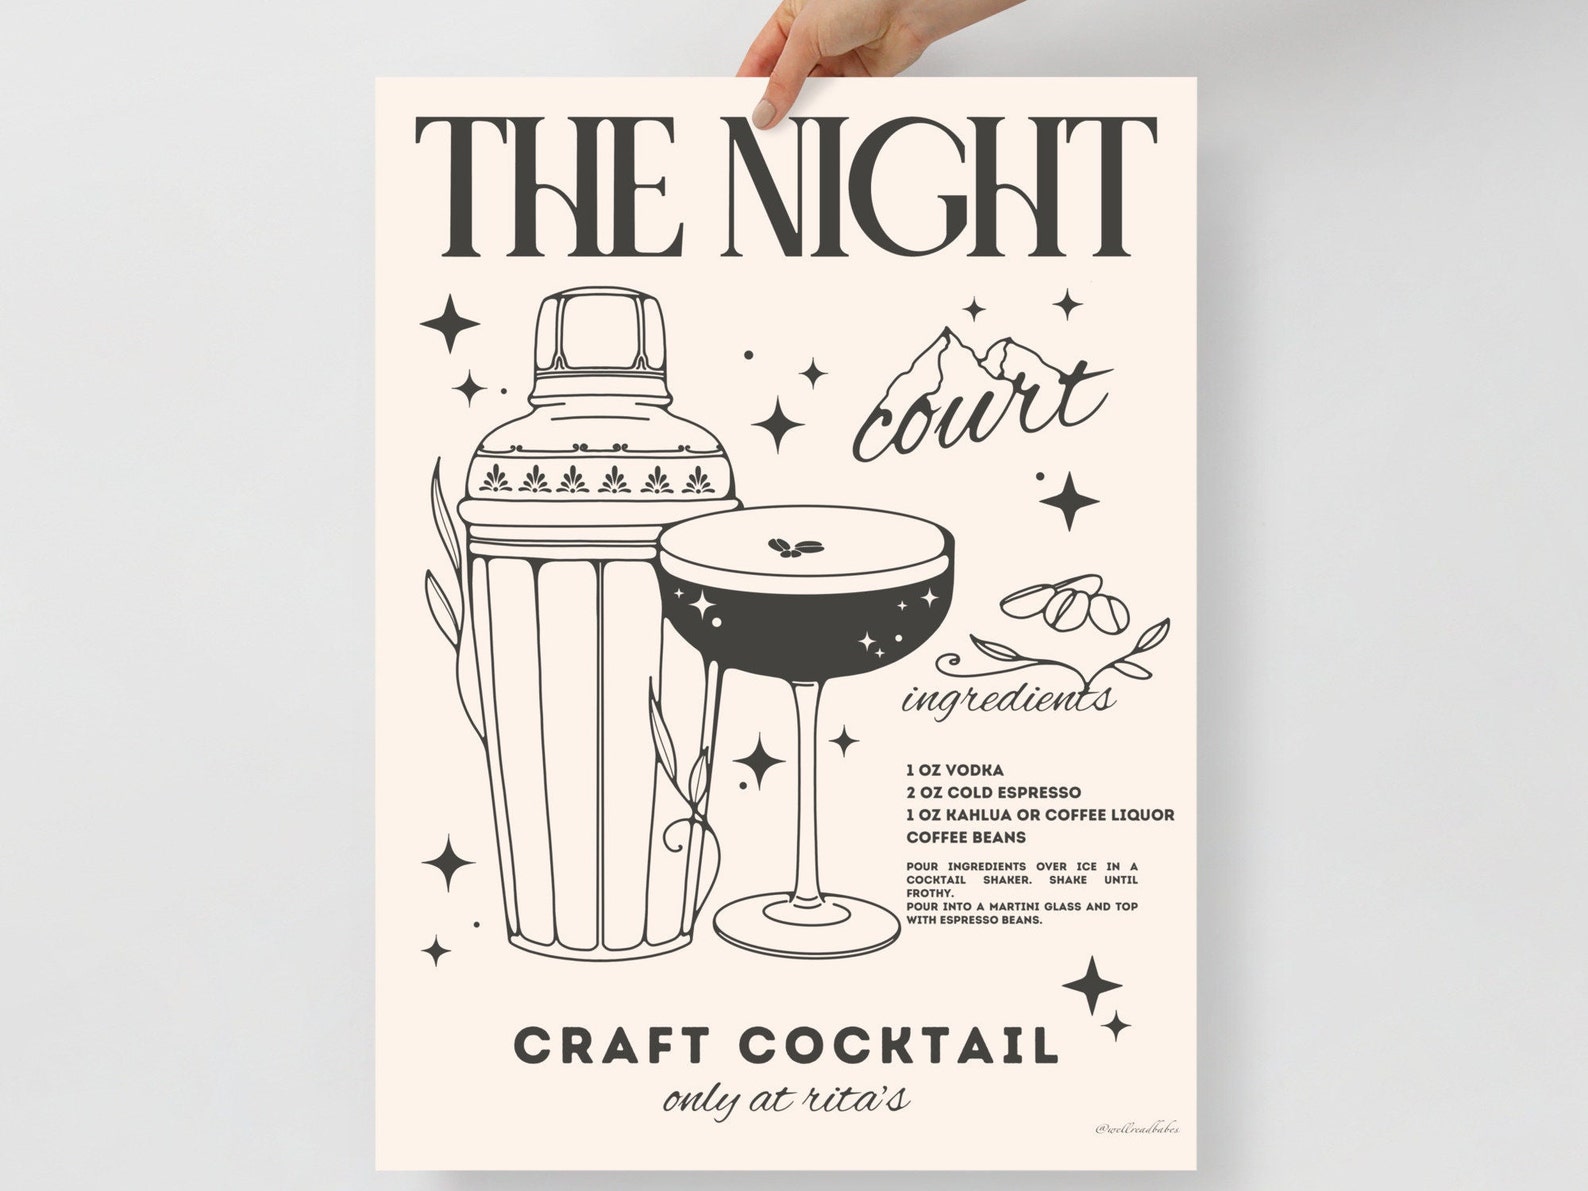 THE NIGHT
court
ingredients
1 OZ VODKA
2 OZ COLD ESPRESSO
1 OZ KAHLUA OR COFFEE LIQUOR
COFFEE BEANS
POUR INGREDIENTS OVER ICE IN A
COCKTAIL SHAKER. SHAKE UNTIL
FROTHY.
POUR INTO A MARTINI GLASS AND TOP
WITH ESPRESSO BEANS.
CRAFT COCKTAIL
only at rita's
@wellreadbabes